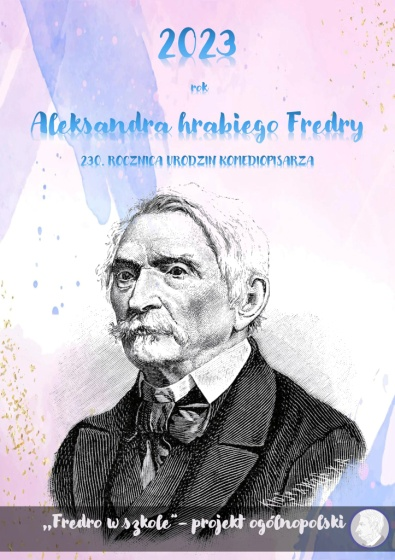 2023
rok
Aleksandra hrabiego Fredry
230. ROCZNICA URODZIN KOMEDIOPISARZA
„Fredro w szkole"- projekt ogólnopolski